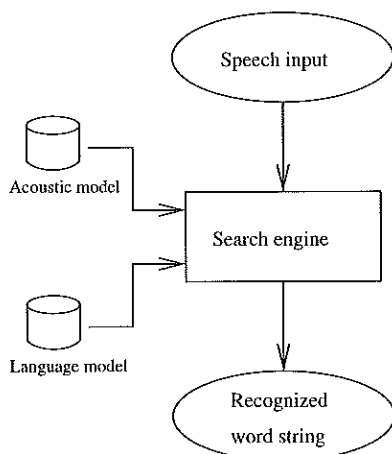 Speech input
Acoustic model
Search engine
Language model
Recognized
word string